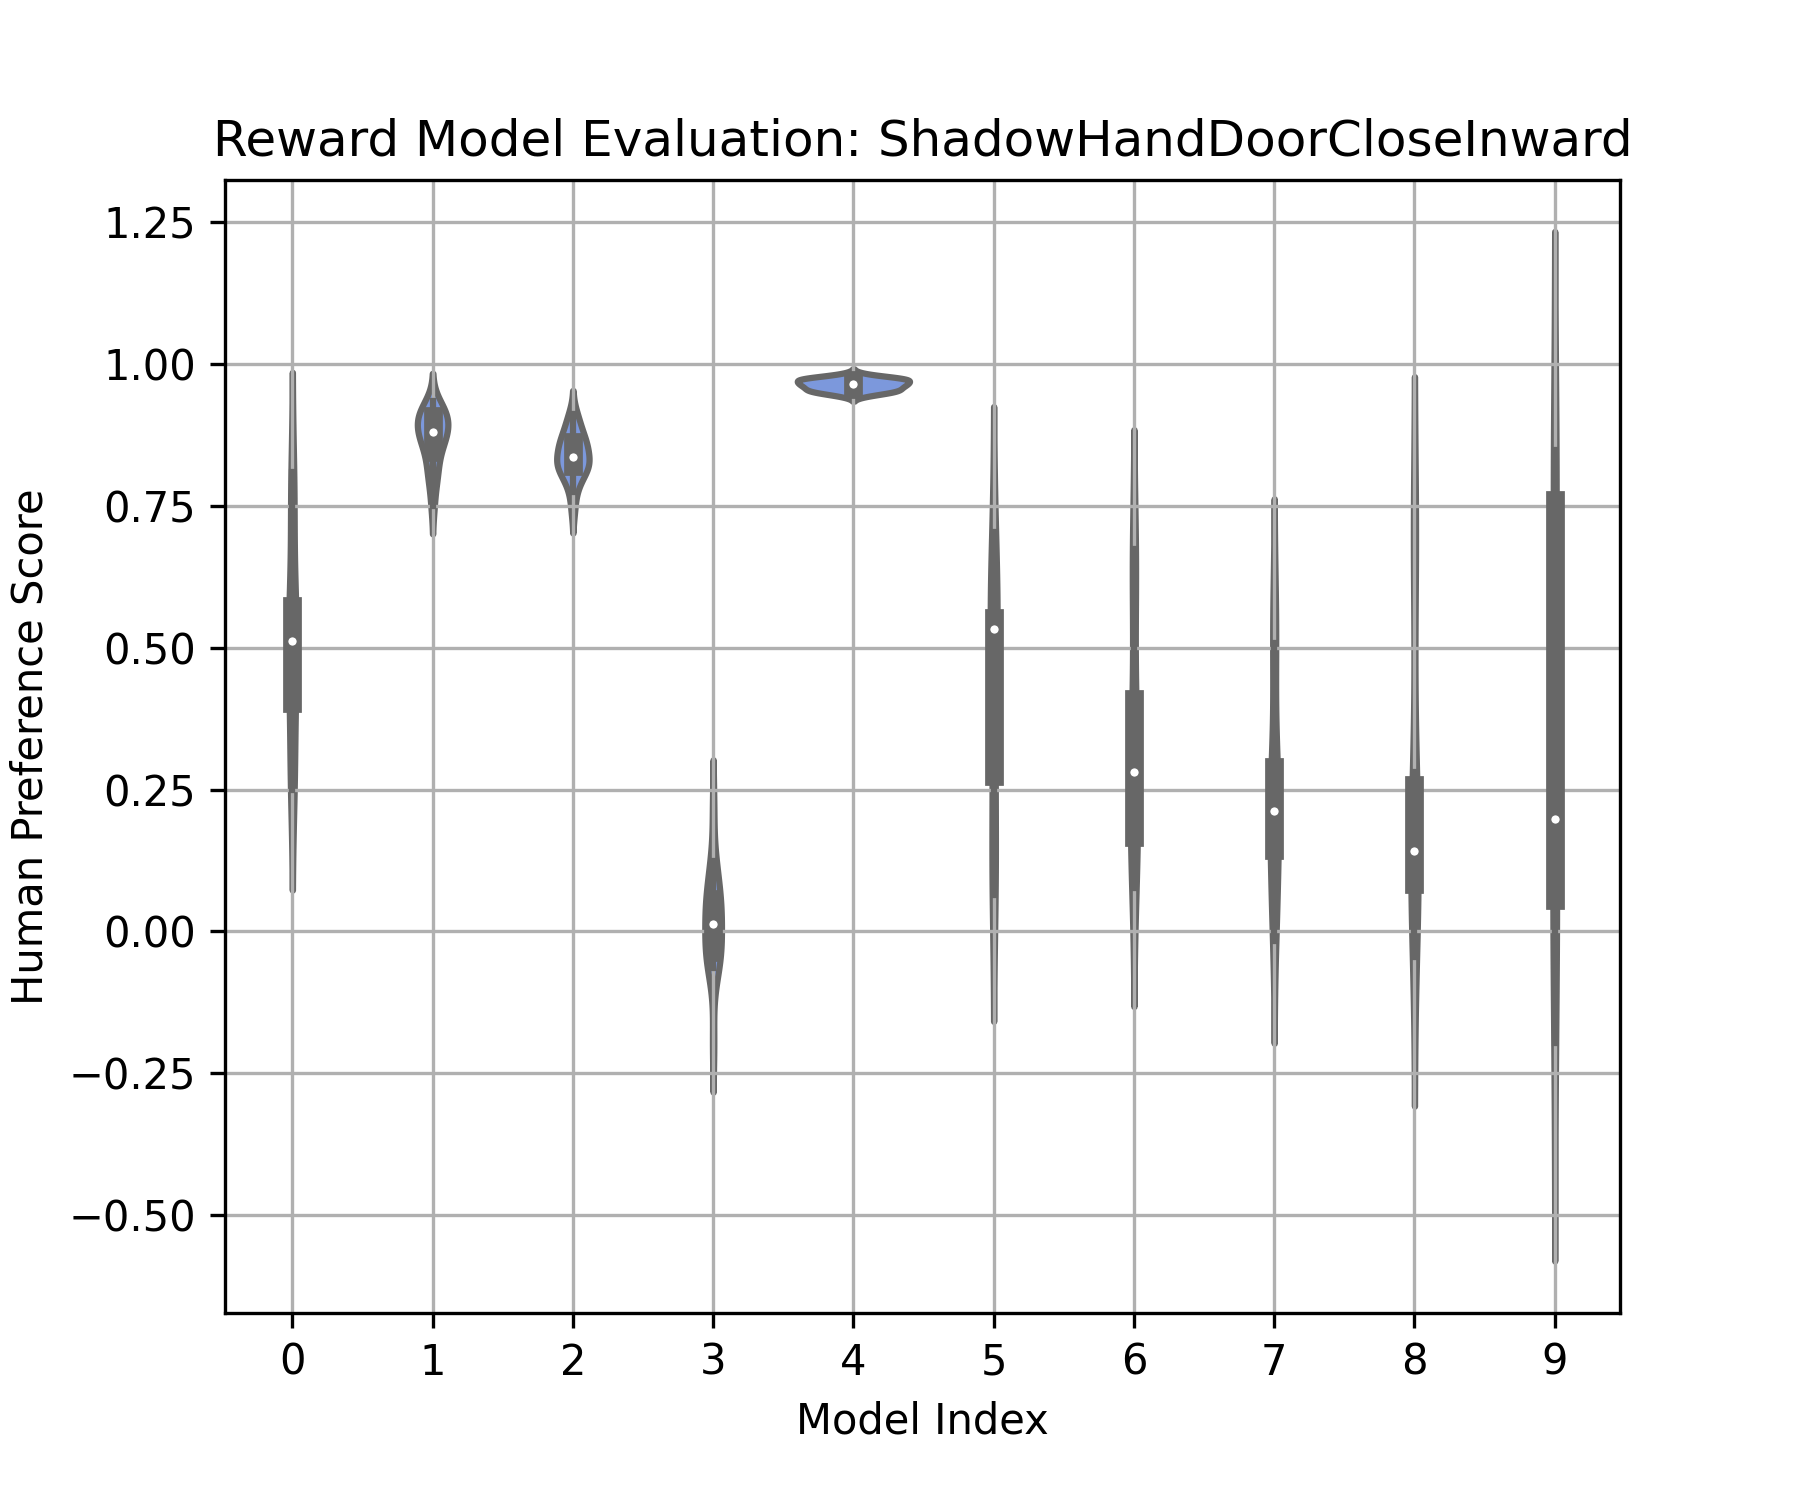 Reward Model Evaluation: ShadowHandDoorCloseInward
Human Preference Score
1.25
1.00
0.75
0.50
0.25
0.00
−0.25
−0.50
0 1 2 3 4 5 6 7 8 9
Model Index